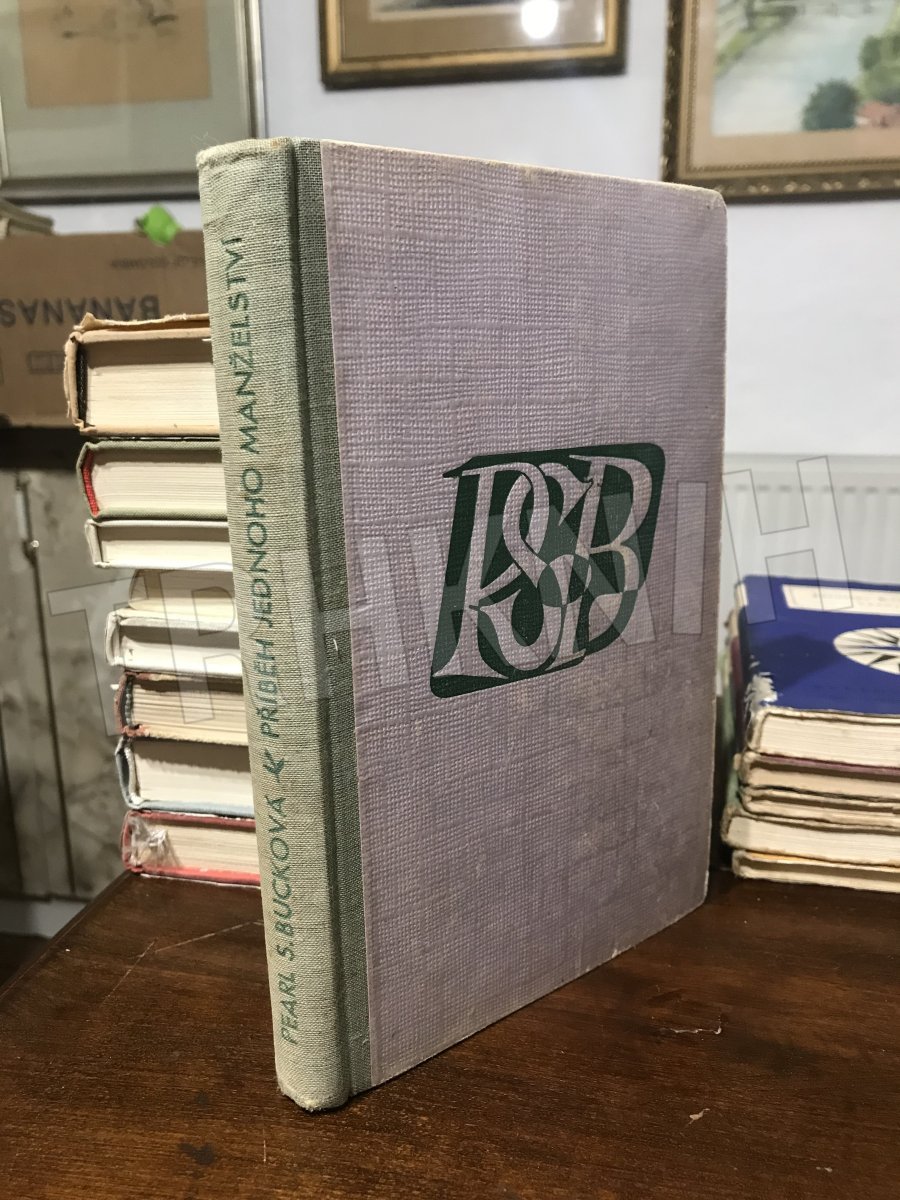 PEARL S. BUCKOVÁ & PŘÍBĚH JEDNOHO MANŽELSTVÍ
PSB
BANANAS